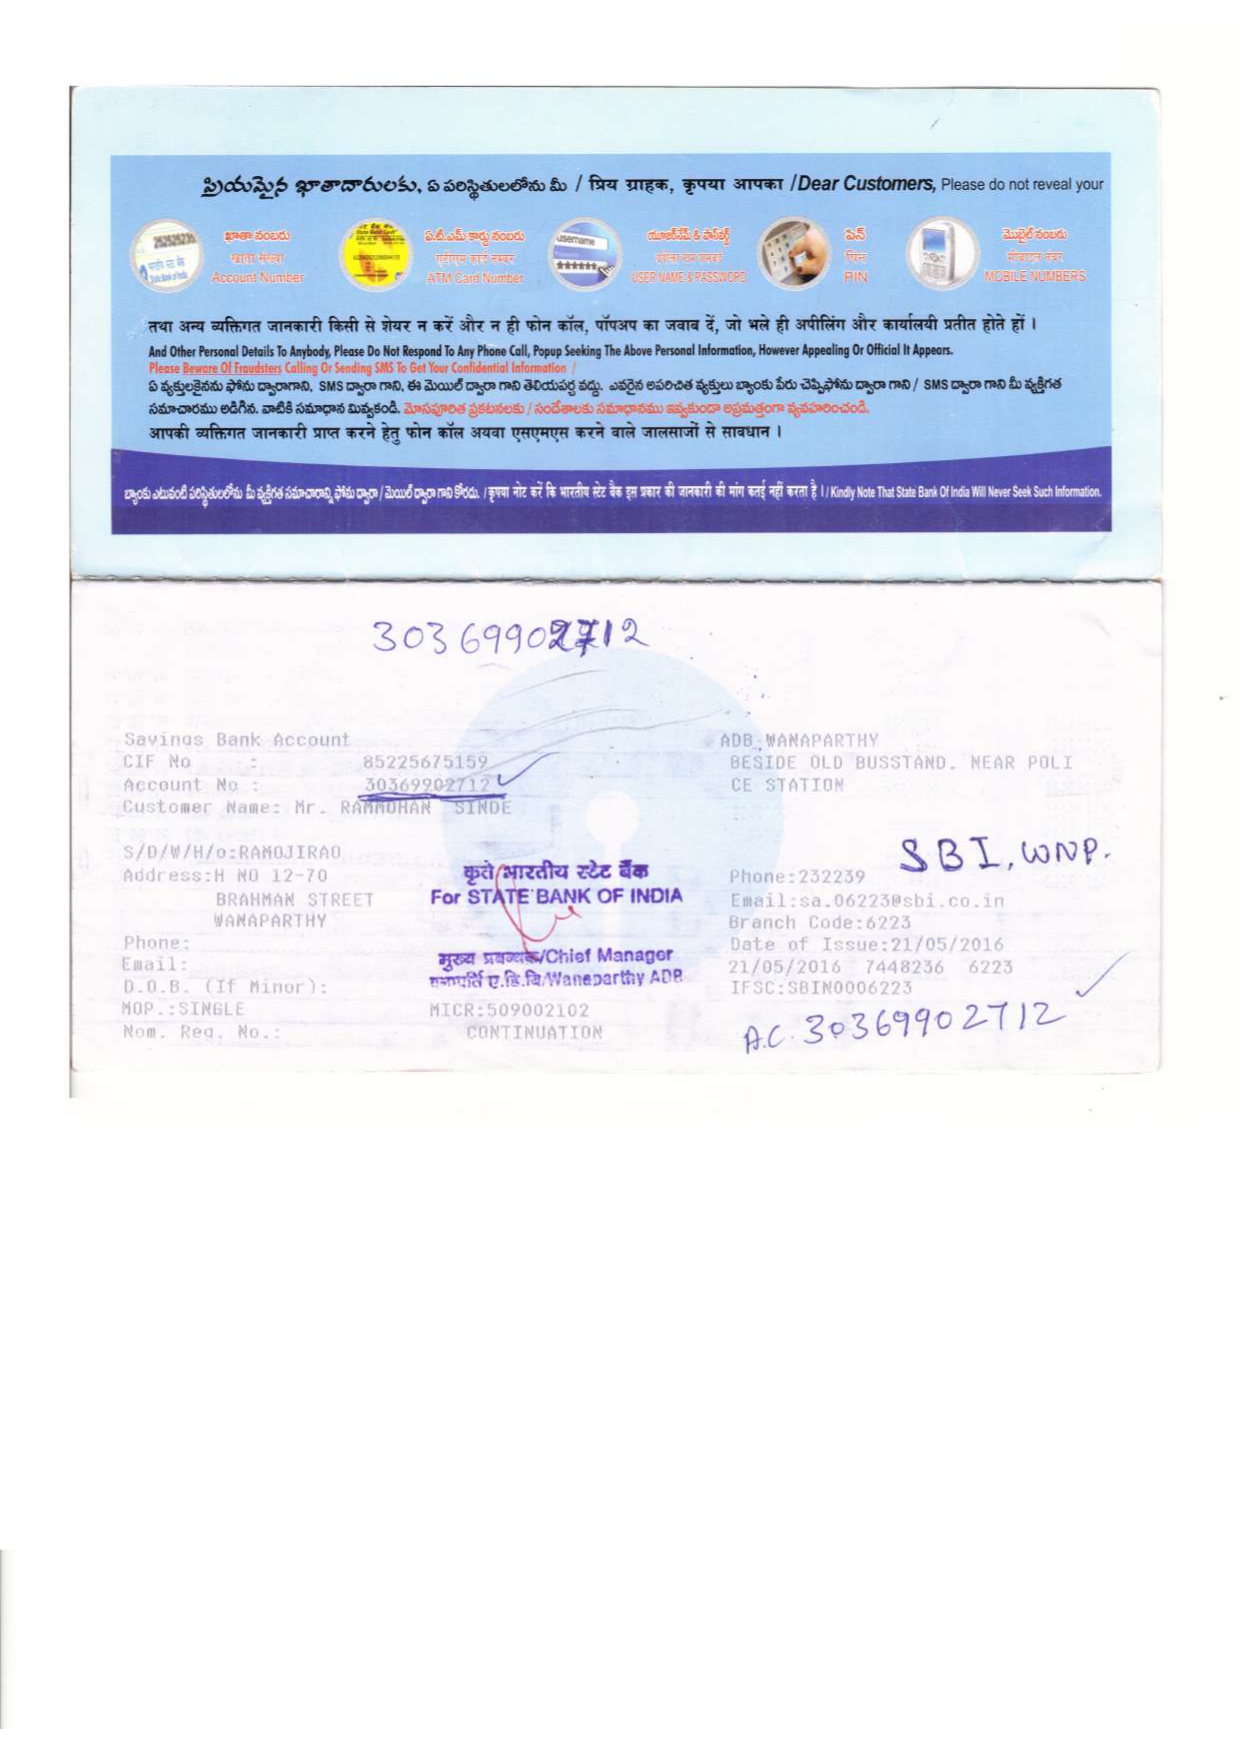 ప్రియమైన ఖాతాదారులకు, ఏ పరిస్థితులలోను మీ / प्रिय ग्राहक, कृपया आपका /Dear Customers, Please do not reveal your
ఖాతా నంబరు
खाता संख्या
Account Number
ఏ.టి.ఎమ్ కార్డు నంబరు
एटीएम कार्ड नम्बर
ATM Card Number
username
******
యూజర్‌నేమ్ & పాస్‌వర్డ్
USER NAME & PASSWORD
పిన్
पिन
PIN
మొబైల్ నంబరు
मोबाइल नंबर
MOBILE NUMBERS
तथा अन्य व्यक्तिगत जानकारी किसी से शेयर न करें और न ही फोन कॉल, पॉपअप का जवाब दें, जो भले ही अपीलिंग और कार्यालयी प्रतीत होते हों ।
And Other Personal Details To Anybody, Please Do Not Respond To Any Phone Call, Popup Seeking The Above Personal Information, However Appealing Or Official It Appears.
Please Beware Of Fraudsters Calling Or Sending SMS To Get Your Confidential Information /
ఏ వ్యక్తులకైనను ఫోను ద్వారాగాని, SMS ద్వారా గాని, ఈ మెయిల్ ద్వారా గాని తెలియపర్చ వద్దు. ఎవరైన అపరిచిత వ్యక్తులు బ్యాంకు పేరు చెప్పిఫోను ద్వారా గాని / SMS ద్వారా గాని మీ వ్యక్తిగత
సమాచారము అడిగిన, వాటికి సమాధాన మివ్వకండి. మోసపూరిత ప్రకటనలకు / సందేశాలకు సమాధానము ఇవ్వకుండా అప్రమత్తంగా వ్యవహరించండి.
आपकी व्यक्तिगत जानकारी प्राप्त करने हेतु फोन कॉल अथवा एसएमएस करने वाले जालसाजों से सावधान ।
బ్యాంకు ఎటువంటి పరిస్థితులలోను మీ వ్యక్తిగత సమాచారాన్ని ఫోను ద్వారా / మెయిల్ ద్వారా గాని కోరదు. /कृपया नोट करें कि भारतीय स्टेट बैंक इस प्रकार की जानकारी की मांग कतई नहीं करता है ।/ Kindly Note That State Bank Of India Will Never Seek Such Information.
30369902712
Savings Bank Account
CIF No : 85225675159
Account No : 30369902712
Customer Name: Mr. RAMMOHAN SINDE
S/D/W/H/o:RAMOJIRAO
Address:H NO 12-70
BRAHMAN STREET
WANAPARTHY
Phone:
Email:
D.O.B. (If Minor):
MOP.:SINGLE
Nom. Reg. No.:
कृते भारतीय स्टेट बैंक
For STATE BANK OF INDIA
मुख्य प्रबन्धक/Chief Manager
वनापर्ति ए.डि.बि/Wanaparthy ADB
MICR:509002102
CONTINUATION
ADB WANAPARTHY
BESIDE OLD BUSSTAND. NEAR POLI
CE STATION
SBI, WNP.
Phone:232239
Email:sa.06223@sbi.co.in
Branch Code:6223
Date of Issue:21/05/2016
21/05/2016 7448236 6223
IFSC:SBIN0006223
A.C. 30369902712